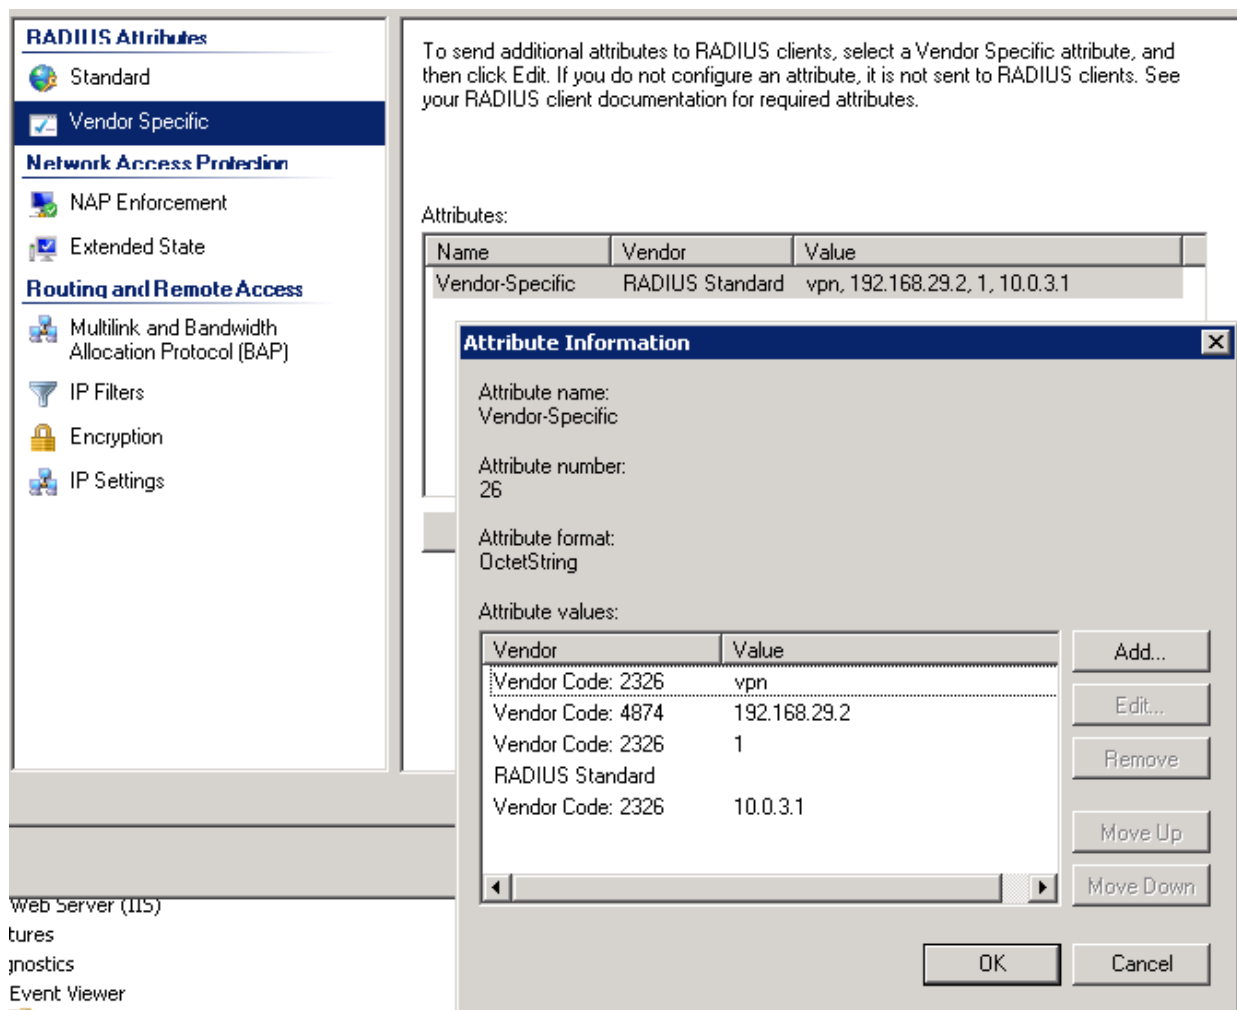 RADIUS Attributes
Standard
Vendor Specific
Network Access Protection
NAP Enforcement
Extended State
Routing and Remote Access
Multilink and Bandwidth
Allocation Protocol (BAP)
IP Filters
Encryption
IP Settings
To send additional attributes to RADIUS clients, select a Vendor Specific attribute, and
then click Edit. If you do not configure an attribute, it is not sent to RADIUS clients. See
your RADIUS client documentation for required attributes.
Attributes:
Name Vendor Value
Vendor-Specific RADIUS Standard vpn, 192.168.29.2, 1, 10.0.3.1
Attribute Information
Attribute name:
Vendor-Specific
Attribute number:
26
Attribute format:
OctetString
Attribute values:
Vendor Value
Vendor Code: 2326 vpn
Vendor Code: 4874 192.168.29.2
Vendor Code: 2326 1
RADIUS Standard
Vendor Code: 2326 10.0.3.1
Add...
Edit...
Remove
Move Up
Move Down
OK Cancel
Web Server (IIS)
tures
gnostics
Event Viewer